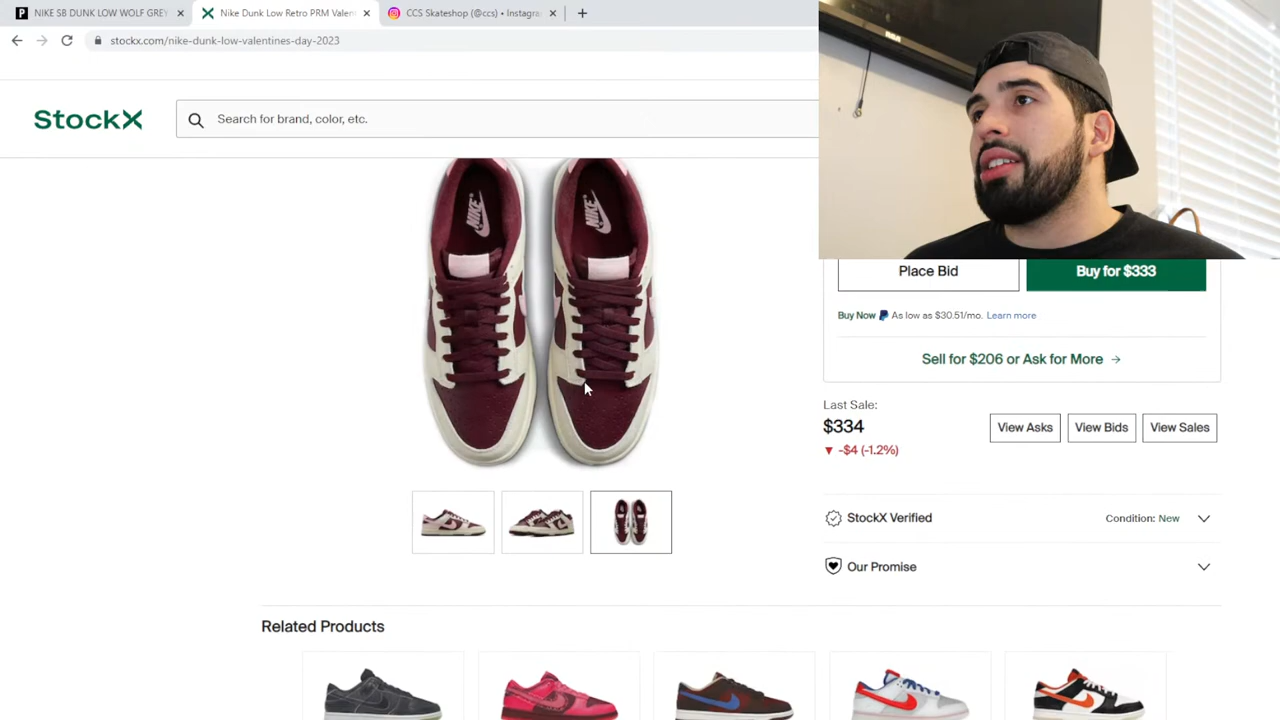 NIKE SB DUNK LOW WOLF GREY
Nike Dunk Low Retro PRM Valen
CCS Skateshop (@ccs) • Instagra
stockx.com/nike-dunk-low-valentines-day-2023
RCA
StockX
Search for brand, color, etc.
NIKE
NIKE
Place Bid
Buy for $333
Buy Now
As low as $30.51/mo. Learn more
Sell for $206 or Ask for More →
Last Sale:
$334
▼ -$4 (-1.2%)
View Asks
View Bids
View Sales
StockX Verified
Condition: New
Our Promise
Related Products